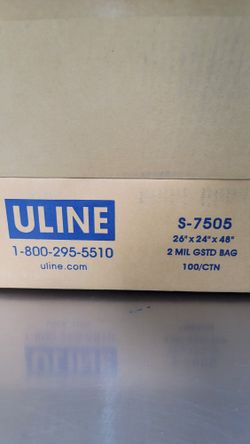 ULINE
1-800-295-5510
uline.com
S-7505
26" x 24" x 48"
2 MIL GSTD BAG
100/CTN